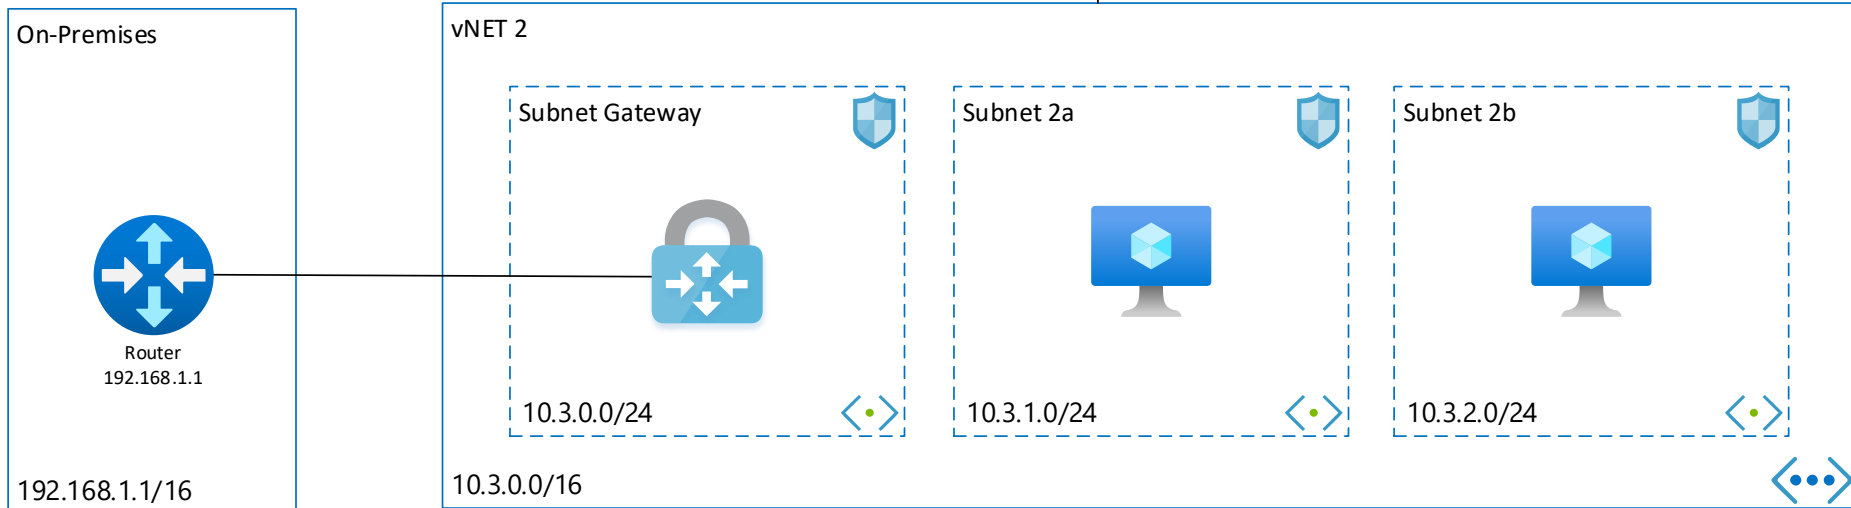 On-Premises
Router
192.168.1.1
192.168.1.1/16
vNET 2
Subnet Gateway
10.3.0.0/24
Subnet 2a
10.3.1.0/24
Subnet 2b
10.3.2.0/24
10.3.0.0/16